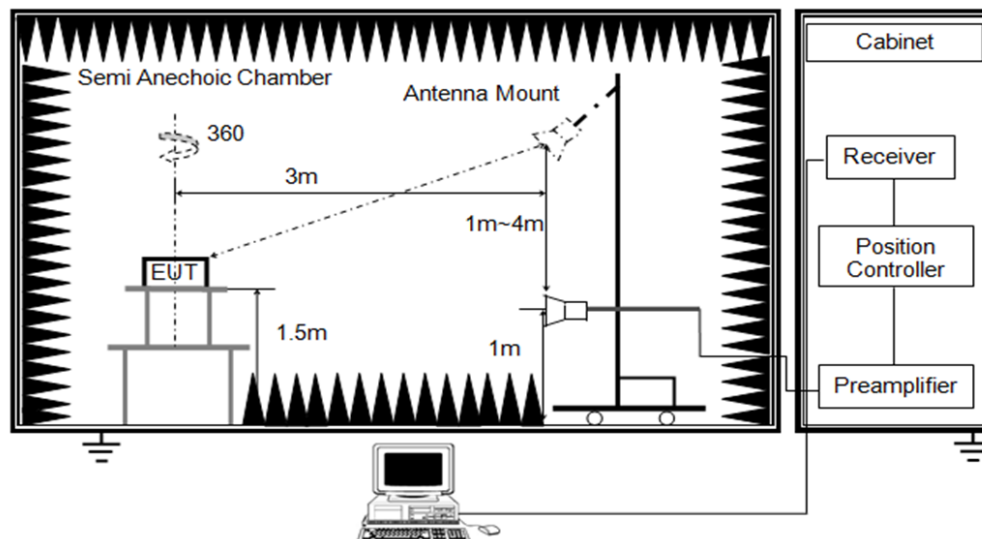 Semi Anechoic Chamber
Antenna Mount
360
3m
1m~4m
EUT
1.5m
1m
Cabinet
Receiver
Position
Controller
Preamplifier